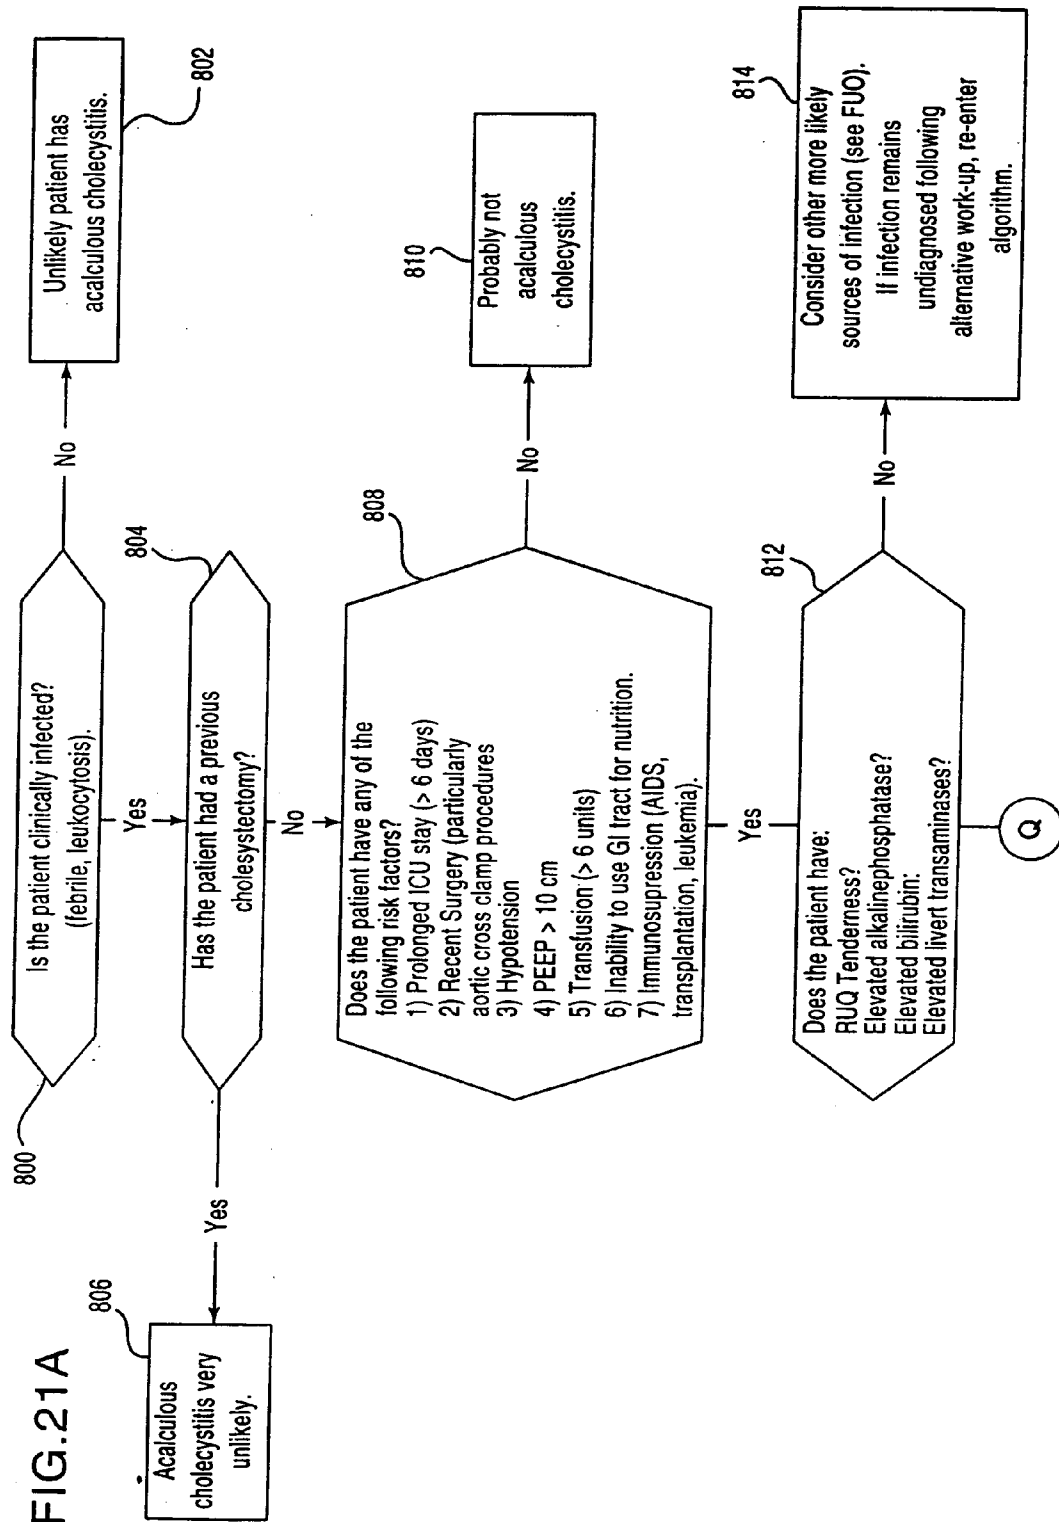 FIG.21A
800
Is the patient clinically infected?
(febrile, leukocytosis).
No
Unlikely patient has
acalculous cholecystitis.
802
Yes
804
Has the patient had a previous
cholesystectomy?
Yes
806
Acalculous
cholecystitis very
unlikely.
No
808
Does the patient have any of the
following risk factors?
1) Prolonged ICU stay (> 6 days)
2) Recent Surgery (particularly
aortic cross clamp procedures
3) Hypotension
4) PEEP > 10 cm
5) Transfusion (> 6 units)
6) Inability to use GI tract for nutrition.
7) Immunosupression (AIDS,
transplantation, leukemia).
No
810
Probably not
acalculous
cholecystitis.
Yes
812
Does the patient have:
RUQ Tenderness?
Elevated alkalinephosphatase?
Elevated bilirubin:
Elevated livert transaminases?
No
814
Consider other more likely
sources of infection (see FUO).
If infection remains
undiagnosed following
alternative work-up, re-enter
algorithm.
Q